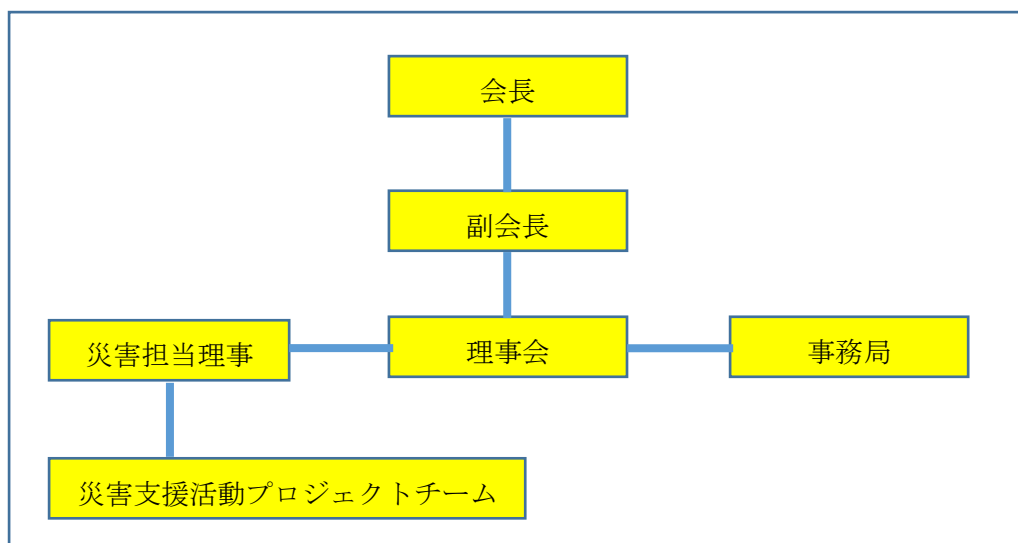 会長
副会長
災害担当理事
理事会
事務局
災害支援活動プロジェクトチーム